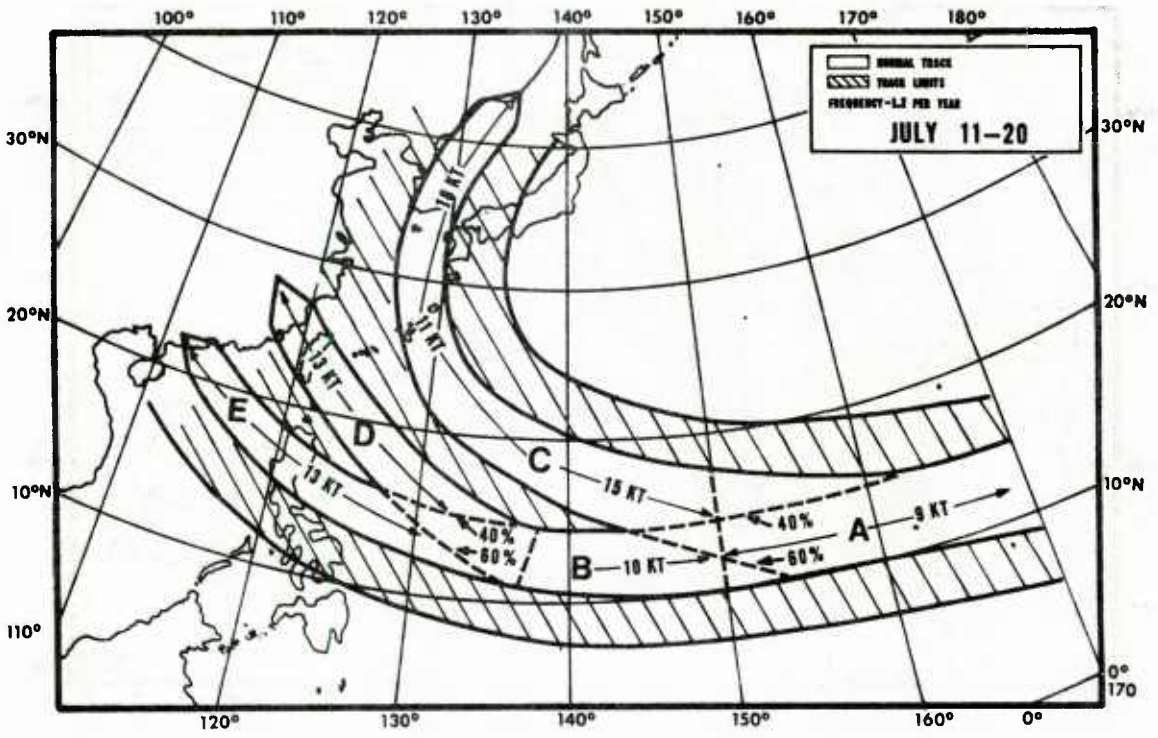 100° 110° 120° 130° 140° 150° 160° 170° 180°
NORMAL TRACK
TRACK LIMITS
PER YEAR
JULY 11-20
30°N
30°N
20°N
20°N
10°N
10°N
11 KT
13 KT
E
D
C
15 KT
13 KT
40%
60%
B
10 KT
40%
60%
A
9 KT
110°
0°
170
120° 130° 140° 150° 160° 0°